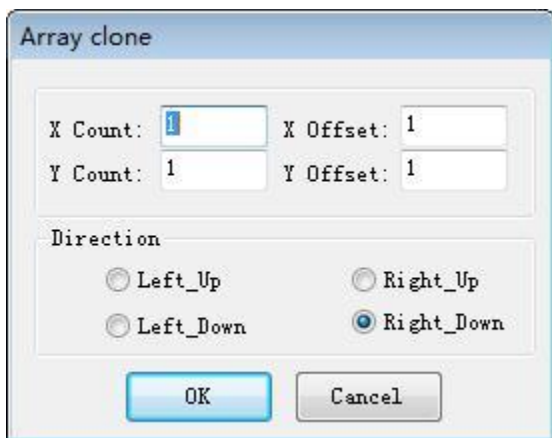 Array clone
X Count: 1 X Offset: 1
Y Count: 1 Y Offset: 1
Direction
Left_Up Right_Up
Left_Down Right_Down
OK Cancel